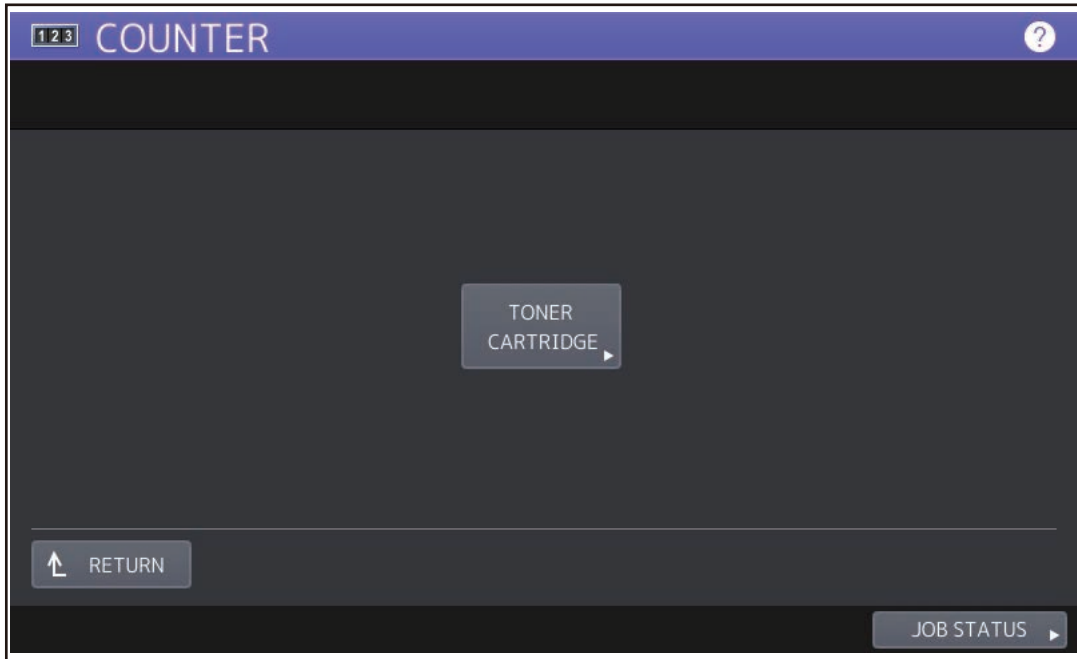 123 COUNTER ?
TONER
CARTRIDGE
RETURN
JOB STATUS